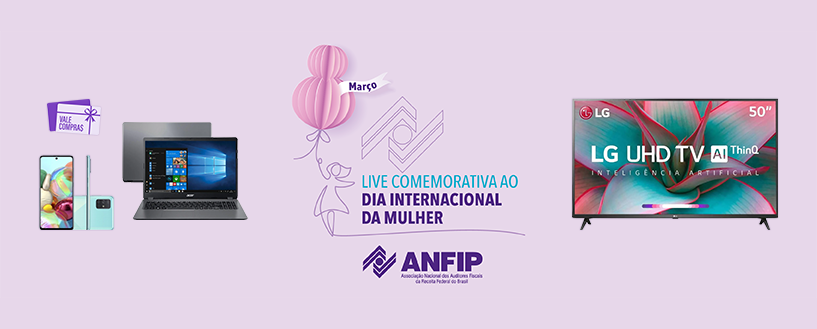 VALE
COMPRAS
8
Março
LIVE COMEMORATIVA AO
DIA INTERNACIONAL
DA MULHER
ANFIP
Associação Nacional dos Auditores Fiscais
da Receita Federal do Brasil
LG
50"
LG UHD TV AI ThinQ
INTELIGÊNCIA ARTIFICIAL